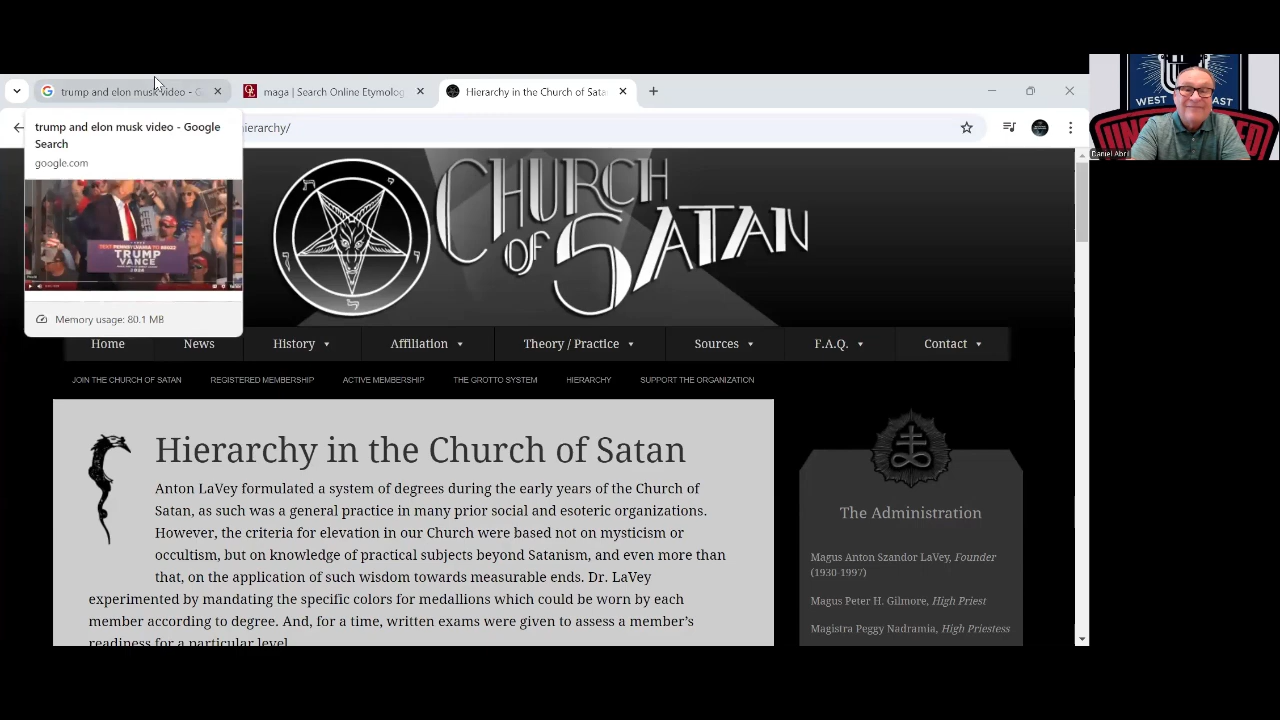 trump and elon musk video - G
maga | Search Online Etymolog
Hierarchy in the Church of Sata
trump and elon musk video - Google
Search
google.com
ierarchy/
TRUMP
VANCE
Memory usage: 80.1 MB
CHURCH
OF SATAN
Home
News
History
Affiliation
Theory / Practice
Sources
F.A.Q.
Contact
JOIN THE CHURCH OF SATAN
REGISTERED MEMBERSHIP
ACTIVE MEMBERSHIP
THE GROTTO SYSTEM
HIERARCHY
SUPPORT THE ORGANIZATION
Hierarchy in the Church of Satan
Anton LaVey formulated a system of degrees during the early years of the Church of
Satan, as such was a general practice in many prior social and esoteric organizations.
However, the criteria for elevation in our Church were based not on mysticism or
occultism, but on knowledge of practical subjects beyond Satanism, and even more than
that, on the application of such wisdom towards measurable ends. Dr. LaVey
experimented by mandating the specific colors for medallions which could be worn by each
member according to degree. And, for a time, written exams were given to assess a member's
readiness for a particular level.
The Administration
Magus Anton Szandor LaVey, Founder
(1930-1997)
Magus Peter H. Gilmore, High Priest
Magistra Peggy Nadramia, High Priestess
WEST
AST
Daniel Abril